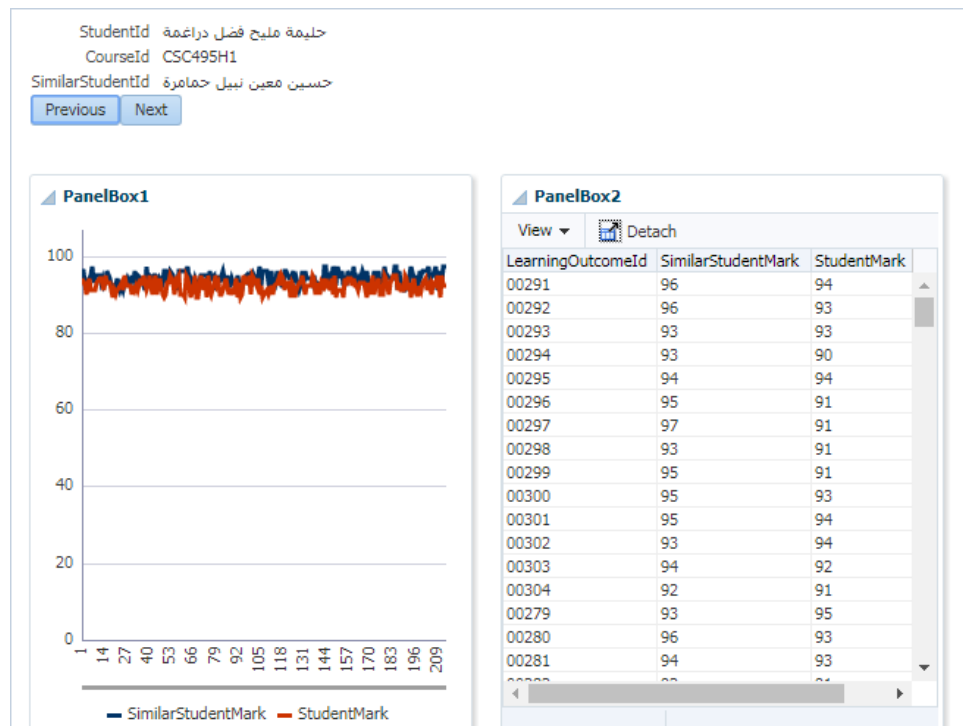 StudentId حليمة مليح فضل دراغمة
CourseId CSC495H1
SimilarStudentId حسين معين نبيل حمامرة
Previous Next
PanelBox1
100
80
60
40
20
0
1 14 27 40 53 66 79 92 105 118 131 144 157 170 183 196 209
SimilarStudentMark StudentMark
PanelBox2
View Detach
LearningOutcomeId SimilarStudentMark StudentMark
00291 96 94
00292 96 93
00293 93 93
00294 93 90
00295 94 94
00296 95 91
00297 97 91
00298 93 91
00299 95 91
00300 95 93
00301 95 94
00302 93 94
00303 94 92
00304 92 91
00279 93 95
00280 96 93
00281 94 93